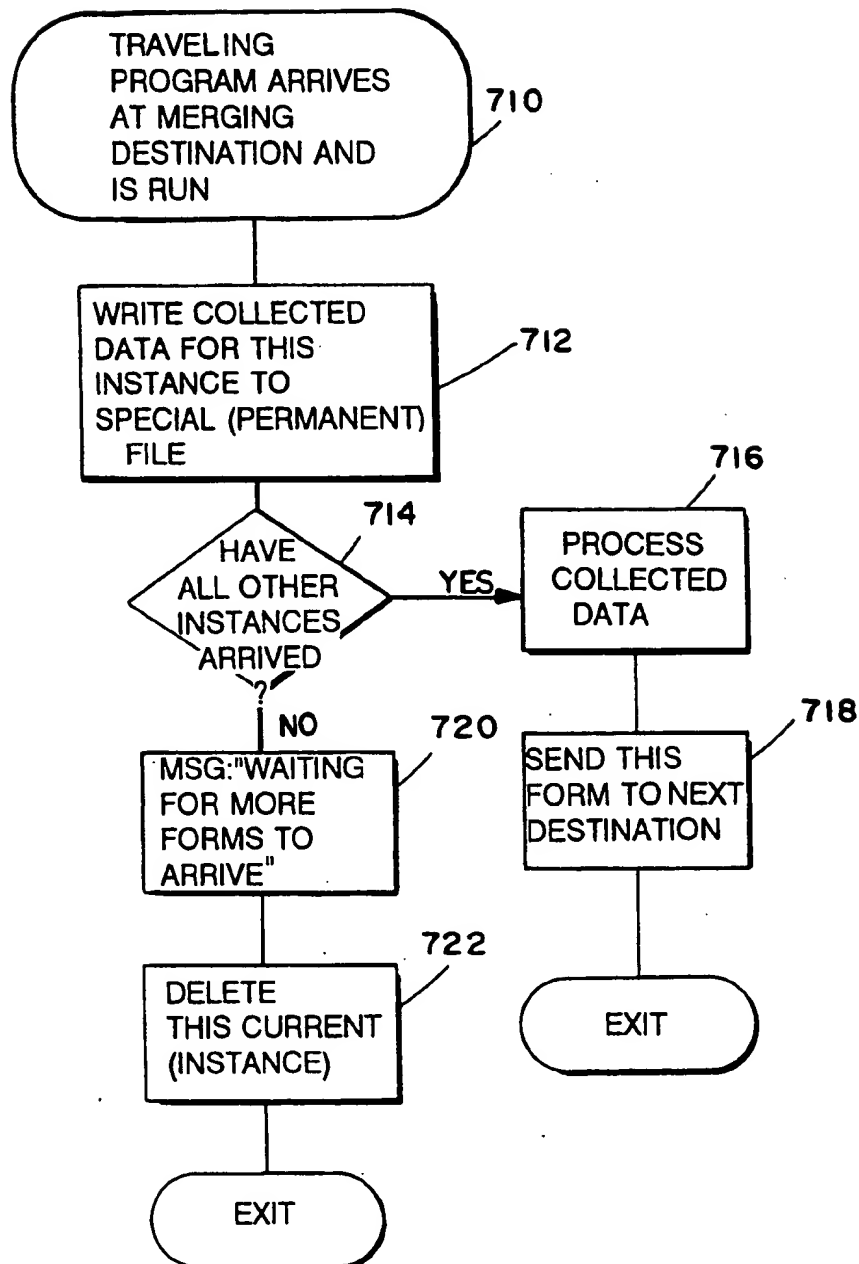 TRAVELING
PROGRAM ARRIVES
AT MERGING
DESTINATION AND
IS RUN
710
WRITE COLLECTED
DATA FOR THIS
INSTANCE TO
SPECIAL (PERMANENT)
FILE
712
HAVE
ALL OTHER
INSTANCES
ARRIVED
?
714
YES
716
PROCESS
COLLECTED
DATA
718
SEND THIS
FORM TO NEXT
DESTINATION
EXIT
NO
720
MSG:"WAITING
FOR MORE
FORMS TO
ARRIVE"
722
DELETE
THIS CURRENT
(INSTANCE)
EXIT